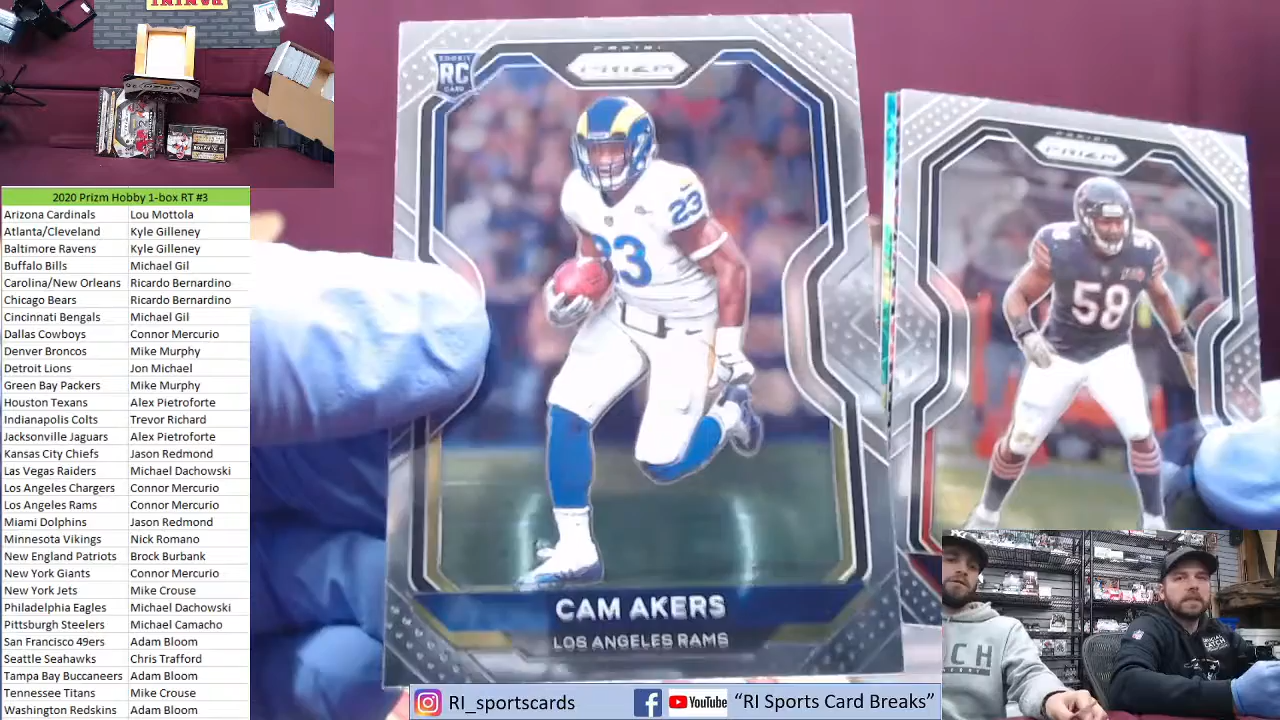 2020 Prizm Hobby 1-box RT #3
Arizona Cardinals Lou Mottola
Atlanta/Cleveland Kyle Gilleney
Baltimore Ravens Kyle Gilleney
Buffalo Bills Michael Gil
Carolina/New Orleans Ricardo Bernardino
Chicago Bears Ricardo Bernardino
Cincinnati Bengals Michael Gil
Dallas Cowboys Connor Mercurio
Denver Broncos Mike Murphy
Detroit Lions Jon Michael
Green Bay Packers Mike Murphy
Houston Texans Alex Pietroforte
Indianapolis Colts Trevor Richard
Jacksonville Jaguars Alex Pietroforte
Kansas City Chiefs Jason Redmond
Las Vegas Raiders Michael Dachowski
Los Angeles Chargers Connor Mercurio
Los Angeles Rams Connor Mercurio
Miami Dolphins Jason Redmond
Minnesota Vikings Nick Romano
New England Patriots Brock Burbank
New York Giants Connor Mercurio
New York Jets Mike Crouse
Philadelphia Eagles Michael Dachowski
Pittsburgh Steelers Michael Camacho
San Francisco 49ers Adam Bloom
Seattle Seahawks Chris Trafford
Tampa Bay Buccaneers Adam Bloom
Tennessee Titans Mike Crouse
Washington Redskins Adam Bloom
ROOKIE
RC
CARD
PANINI
PRIZM
23
23
CAM AKERS
LOS ANGELES RAMS
PANINI
PRIZM
58
RI_sportscards
YouTube
"RI Sports Card Breaks"